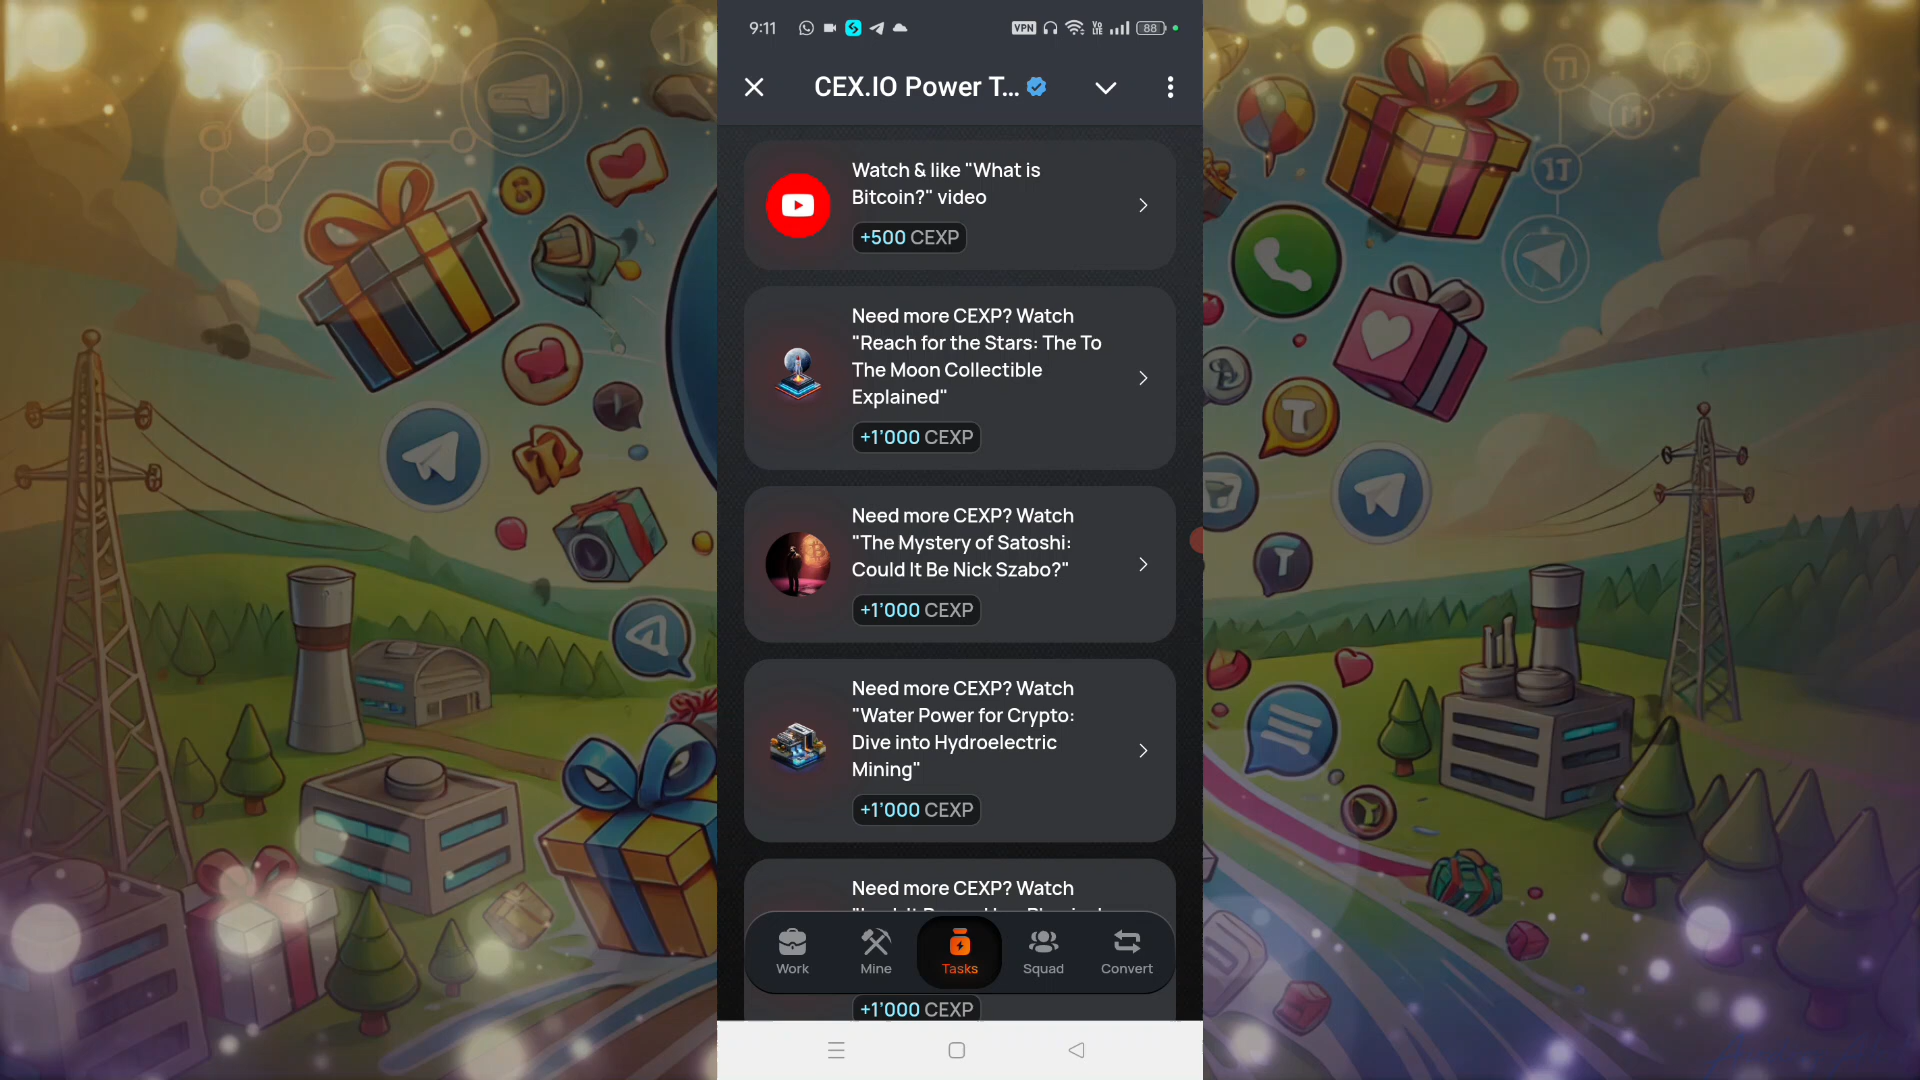 9:11
VPN
Vo
LTE
88
CEX.IO Power T...
Watch & like "What is
Bitcoin?" video
+500 CEXP
Need more CEXP? Watch
"Reach for the Stars: The To
The Moon Collectible
Explained"
+1'000 CEXP
Need more CEXP? Watch
"The Mystery of Satoshi:
Could It Be Nick Szabo?"
+1'000 CEXP
Need more CEXP? Watch
"Water Power for Crypto:
Dive into Hydroelectric
Mining"
+1'000 CEXP
Need more CEXP? Watch
Work
Mine
Tasks
Squad
Convert
+1'000 CEXP